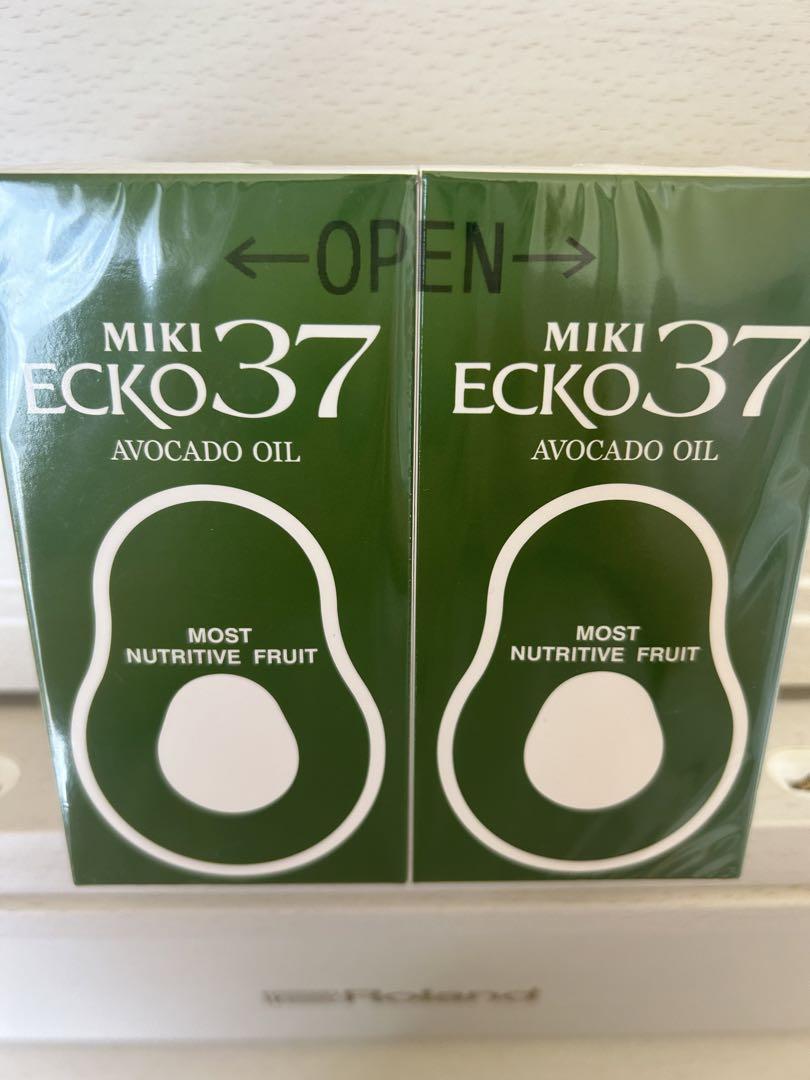 ←OPEN→
MIKI
ECKO37
AVOCADO OIL
MOST
NUTRITIVE FRUIT
MIKI
ECKO37
AVOCADO OIL
MOST
NUTRITIVE FRUIT
Roland